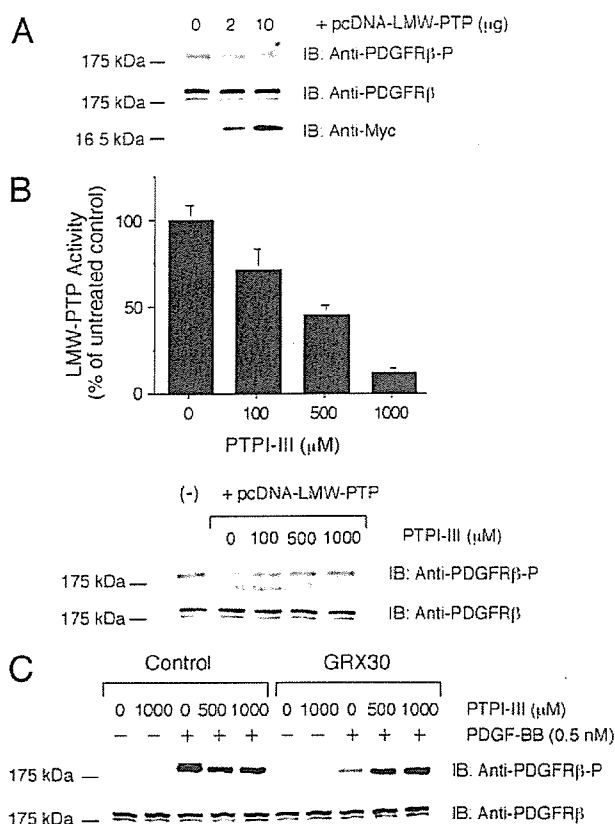 A
0 2 10 + pcDNA-LMW-PTP (μg)
175 kDa — IB: Anti-PDGFRβ-P
175 kDa — IB: Anti-PDGFRβ
16 5 kDa — IB: Anti-Myc
B
LMW-PTP Activity
(% of untreated control)
100
50
0
0 100 500 1000
PTPI-III (μM)
(-) + pcDNA-LMW-PTP
0 100 500 1000 PTPI-III (μM)
175 kDa — IB: Anti-PDGFRβ-P
175 kDa — IB: Anti-PDGFRβ
C
Control GRX30
0 1000 0 500 1000 0 1000 0 500 1000 PTPI-III (μM)
— — + + + — — + + + PDGF-BB (0.5 nM)
175 kDa — IB: Anti-PDGFRβ-P
175 kDa — IB: Anti-PDGFRβ